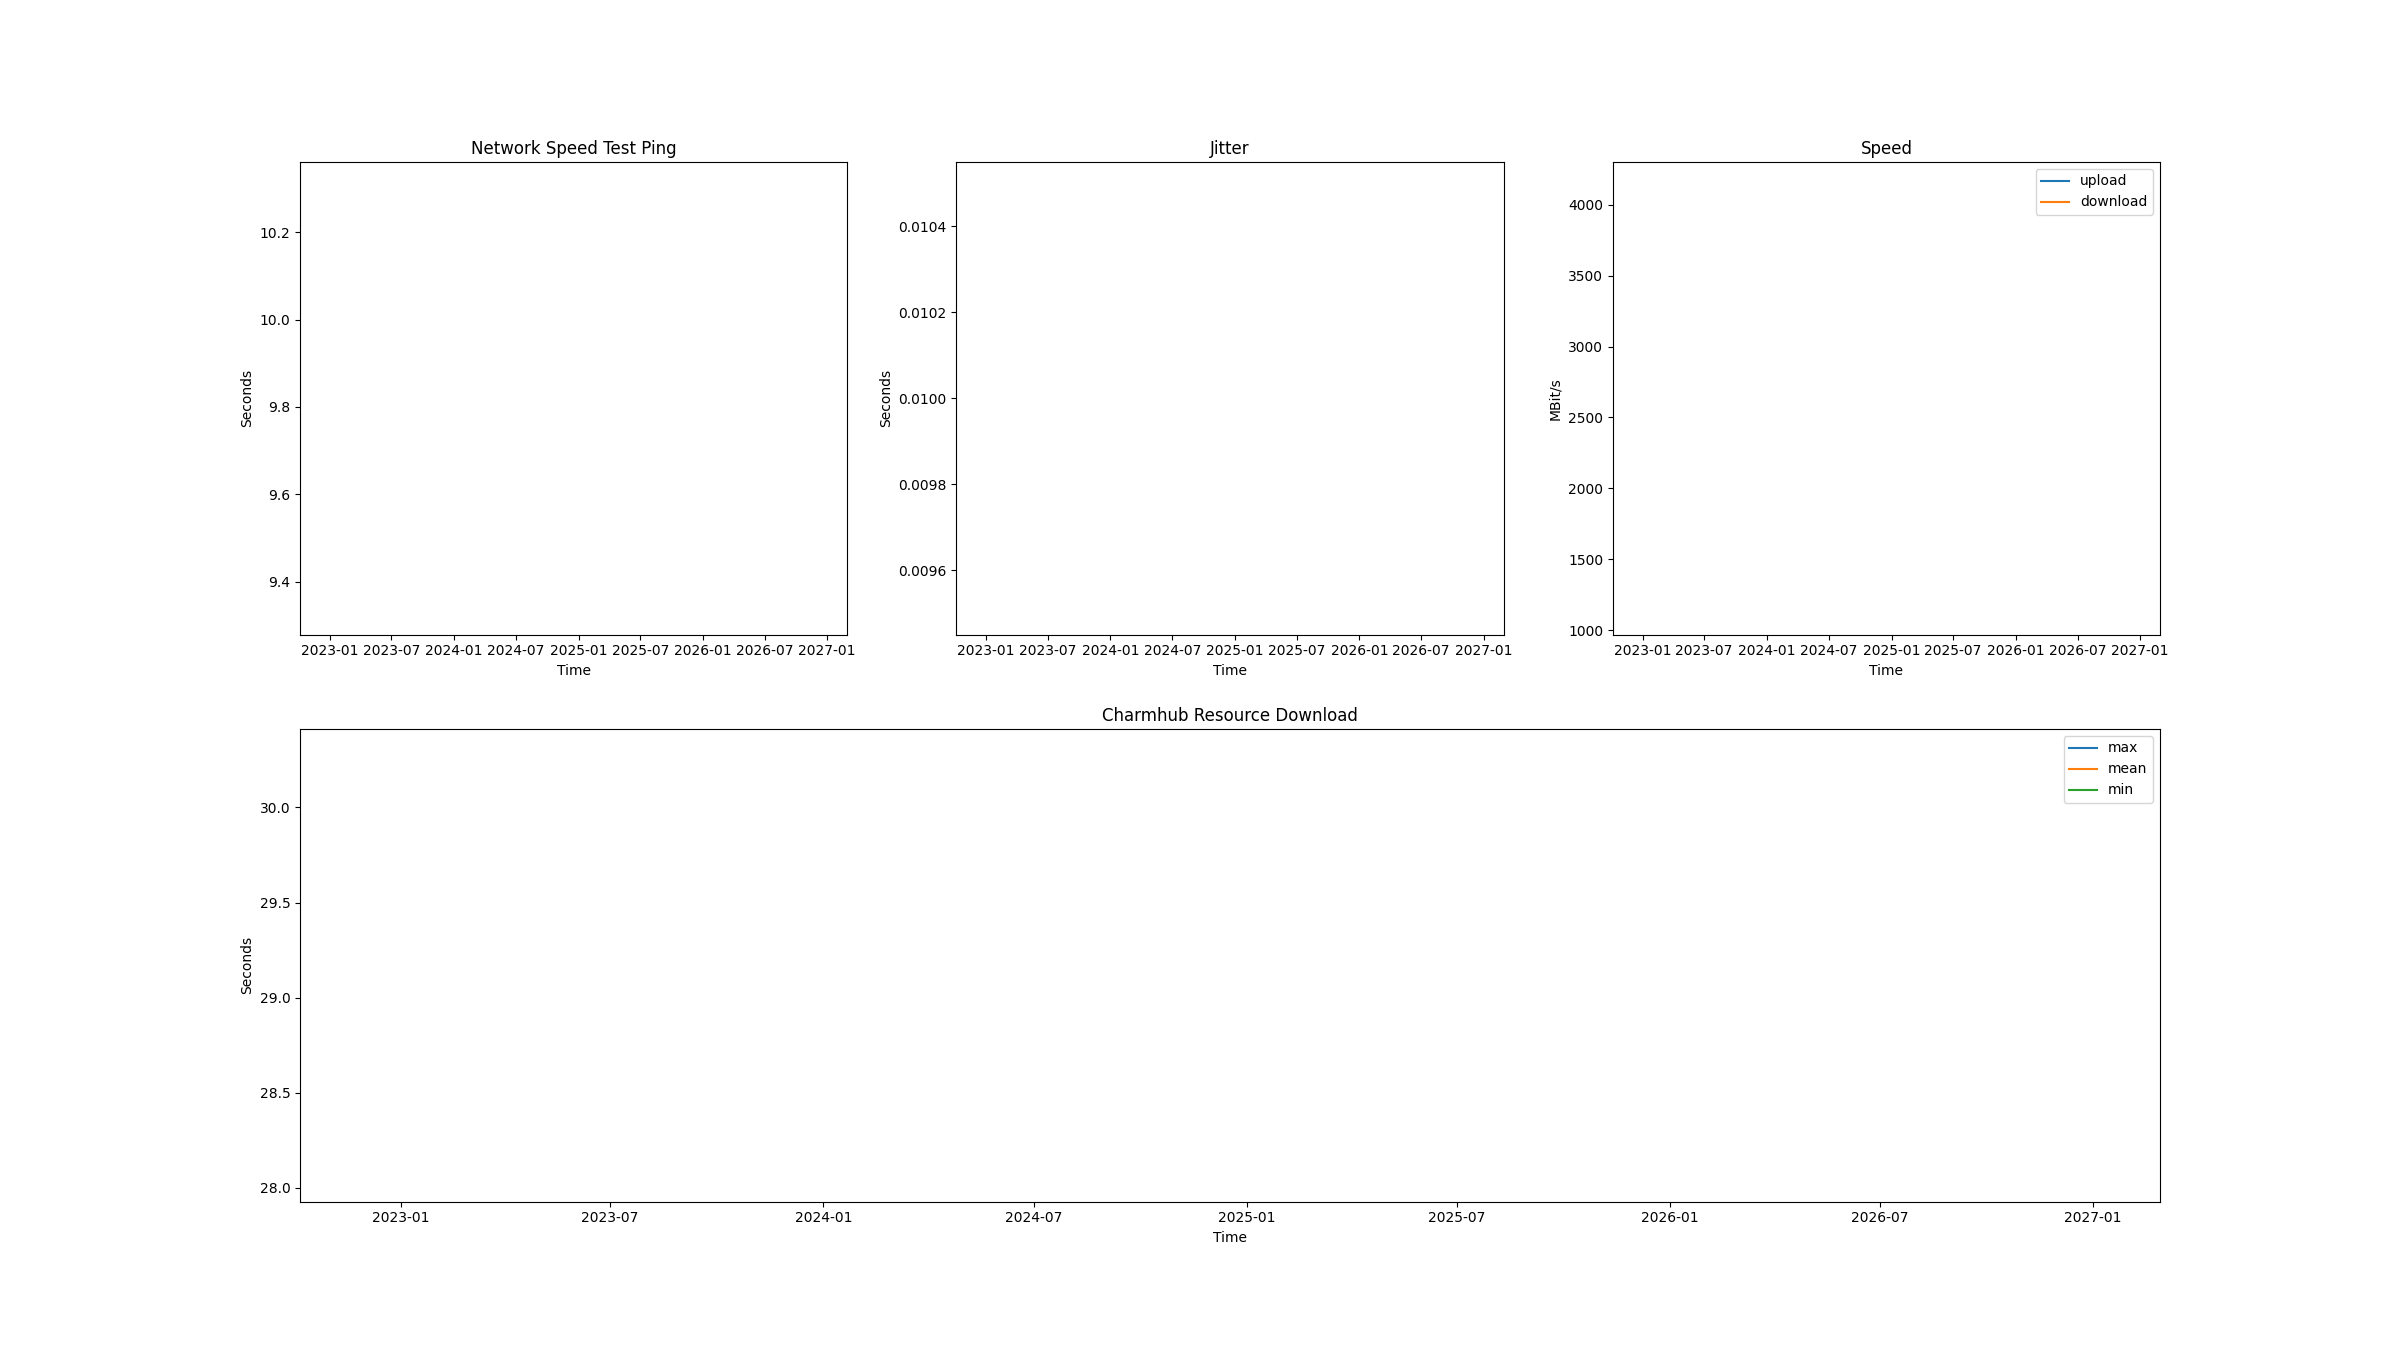 Network Speed Test Ping
10.2
10.0
9.8
9.6
9.4
Seconds
2023-01 2023-07 2024-01 2024-07 2025-01 2025-07 2026-01 2026-07 2027-01
Time
Jitter
0.0104
0.0102
0.0100
0.0098
0.0096
Seconds
2023-01 2023-07 2024-01 2024-07 2025-01 2025-07 2026-01 2026-07 2027-01
Time
Speed
upload
download
4000
3500
3000
2500
2000
1500
1000
MBit/s
2023-01 2023-07 2024-01 2024-07 2025-01 2025-07 2026-01 2026-07 2027-01
Time
Charmhub Resource Download
max
mean
min
30.0
29.5
29.0
28.5
28.0
Seconds
2023-01 2023-07 2024-01 2024-07 2025-01 2025-07 2026-01 2026-07 2027-01
Time